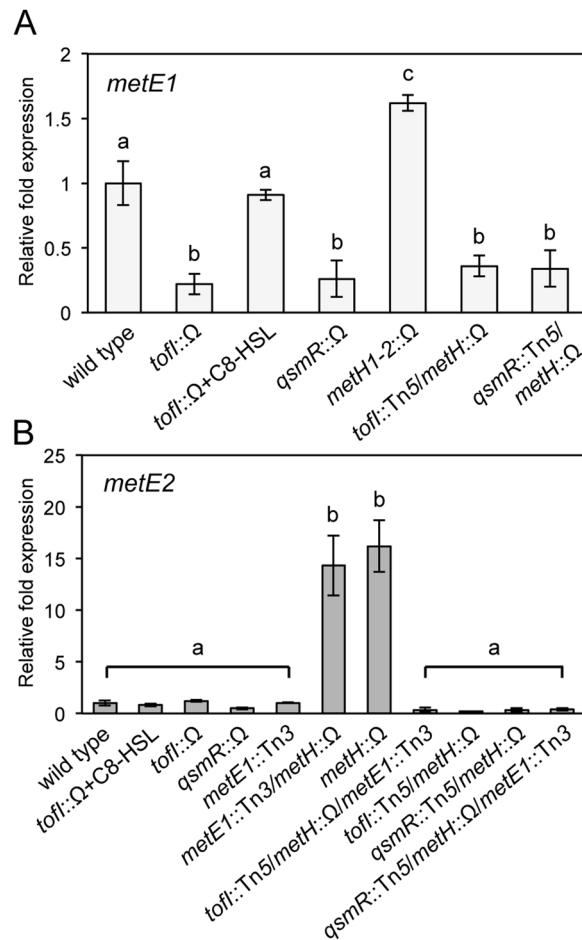 A
metE1
Relative fold expression
2
1.5
1
0.5
0
a
b
a
b
c
b
b
wild type
tofI::Ω
tofI::Ω+C8-HSL
qsmR::Ω
metH1-2::Ω
tofI::Tn5/metH::Ω
qsmR::Tn5/
metH::Ω
B
metE2
Relative fold expression
25
20
15
10
5
0
a
b
b
a
wild type
tofI::Ω+C8-HSL
tofI::Ω
qsmR::Ω
metE1::Tn3
metE1::Tn3/metH::Ω
metH::Ω
tofI::Tn5/metH::Ω/metE1::Tn3
tofI::Tn5/metH::Ω
qsmR::Tn5/metH::Ω
qsmR::Tn5/metH::Ω/metE1::Tn3